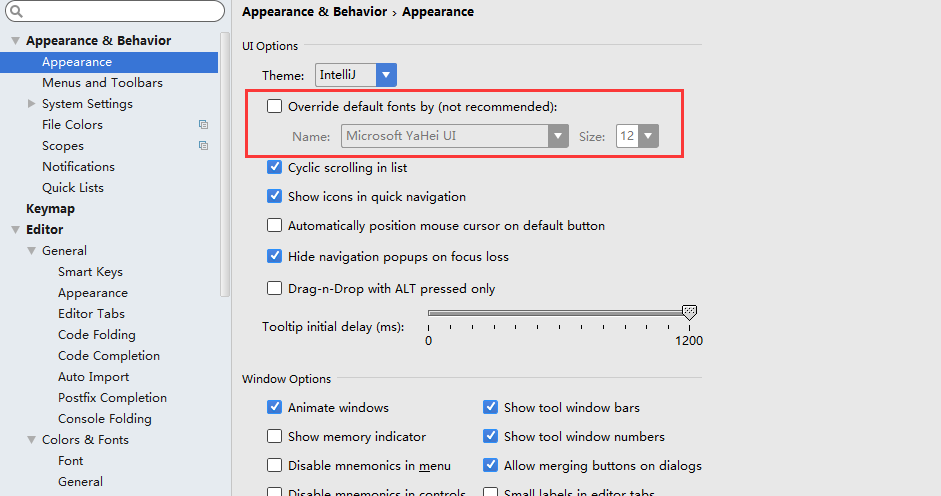 Appearance & Behavior
Appearance
Menus and Toolbars
System Settings
File Colors
Scopes
Notifications
Quick Lists
Keymap
Editor
General
Smart Keys
Appearance
Editor Tabs
Code Folding
Code Completion
Auto Import
Postfix Completion
Console Folding
Colors & Fonts
Font
General
Appearance & Behavior › Appearance
UI Options
Theme: IntelliJ
Override default fonts by (not recommended):
Name: Microsoft YaHei UI Size: 12
Cyclic scrolling in list
Show icons in quick navigation
Automatically position mouse cursor on default button
Hide navigation popups on focus loss
Drag-n-Drop with ALT pressed only
Tooltip initial delay (ms):
0 1200
Window Options
Animate windows Show tool window bars
Show memory indicator Show tool window numbers
Disable mnemonics in menu Allow merging buttons on dialogs
Disable mnemonics in controls Small labels in editor tabs